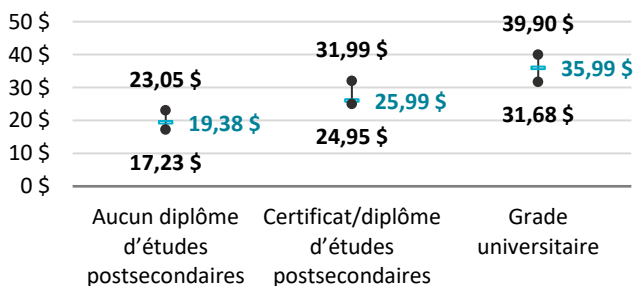 50 $
40 $
30 $
20 $
10 $
0 $
23,05 $
19,38 $
17,23 $
31,99 $
25,99 $
24,95 $
39,90 $
35,99 $
31,68 $
Aucun diplôme
d'études
postsecondaires
Certificat/diplôme
d'études
postsecondaires
Grade
universitaire